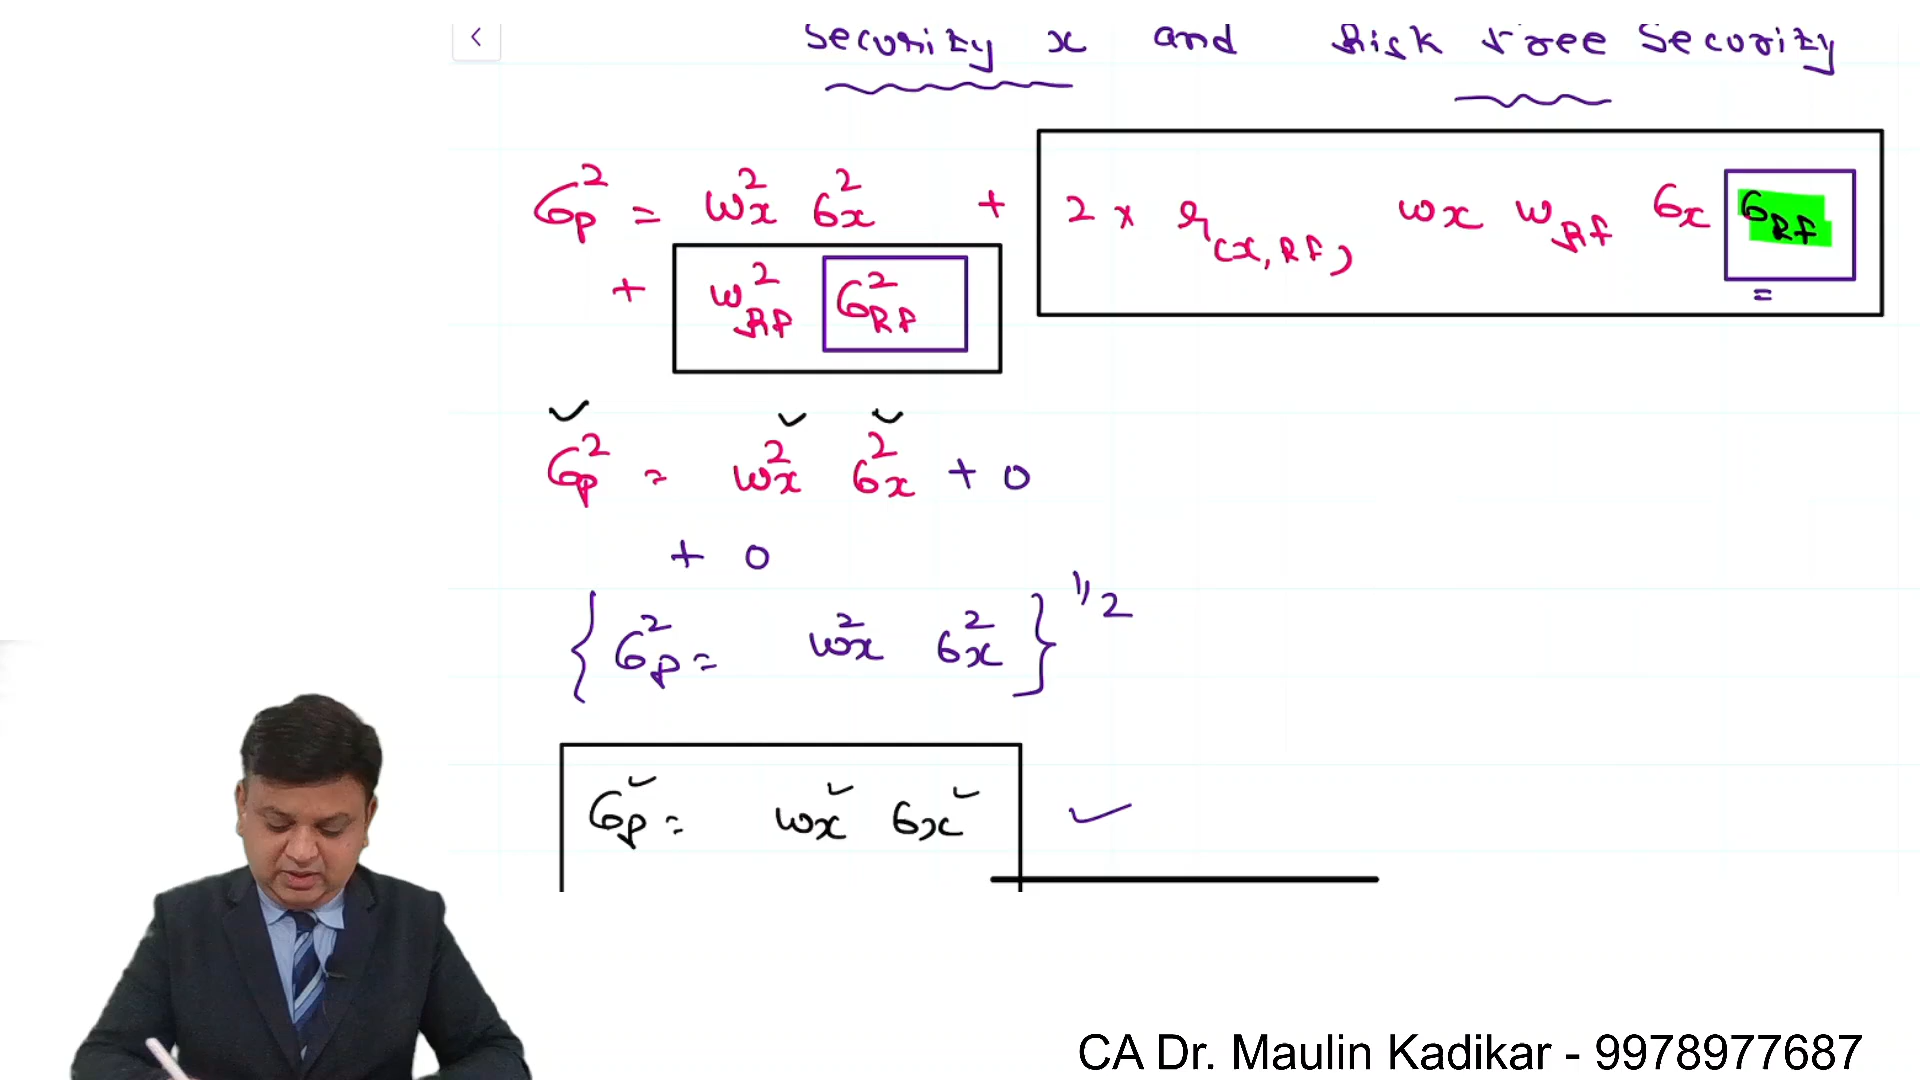 Security x and Risk Free Security
σp² = wx² σx² + 2 × r(x,RF) wx wRF σx σRF
+ wRF² σRF² =
σp² = wx² σx² + 0
+ 0
{ σp² = wx² σx² }^1/2
σp = wx σx
CA Dr. Maulin Kadikar - 9978977687